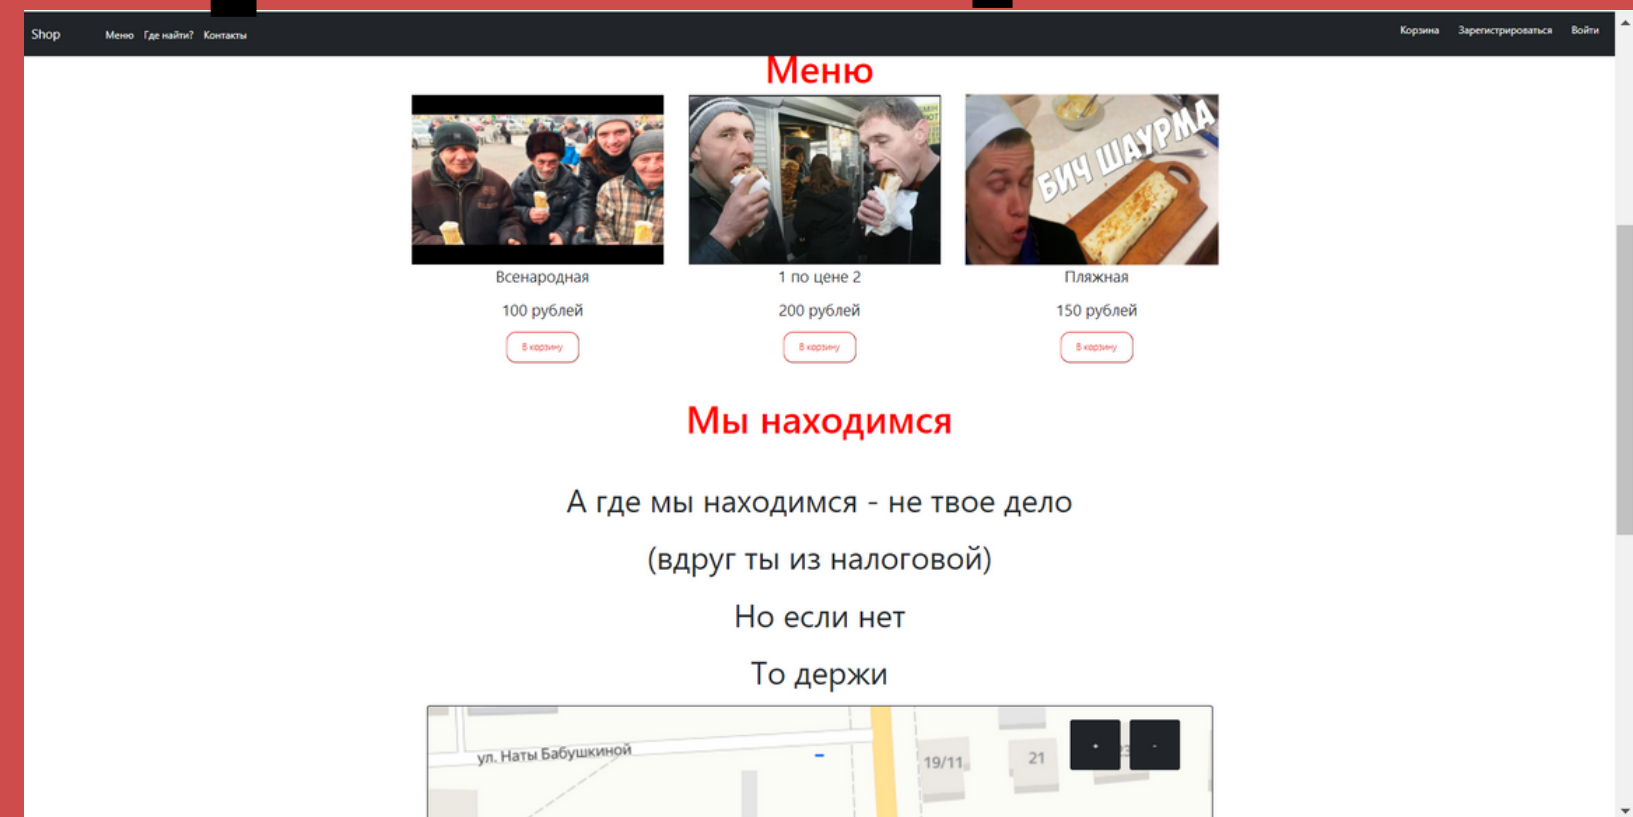 Shop Меню Где найти? Контакты Корзина Зарегистрироваться Войти
Меню
БИЧ ШАУРМА
Всенародная 1 по цене 2 Пляжная
100 рублей 200 рублей 150 рублей
В корзину В корзину В корзину
Мы находимся
А где мы находимся - не твое дело
(вдруг ты из налоговой)
Но если нет
То держи
+ -
ул. Наты Бабушкиной
19/11 21